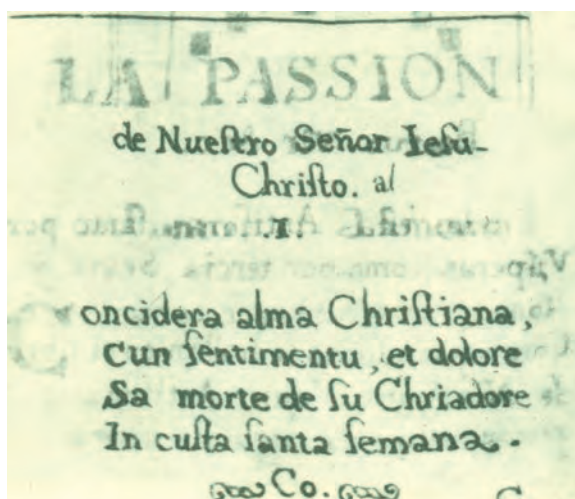 LA PASSION
de Nueſtro Señor Ieſu-
Chriſto. al
.I.
oncidera alma Chriſtiana,
Cun ſentimentu, et dolore
Sa morte de ſu Chriadore
In cuſta ſanta ſemana.
Co.